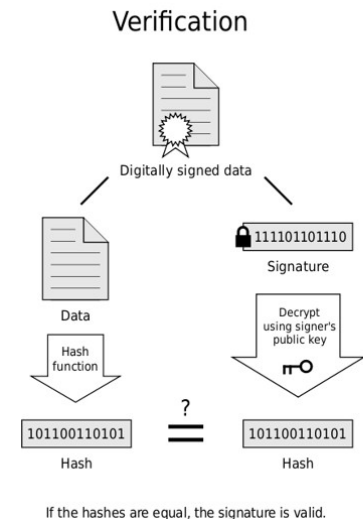 Verification
Digitally signed data
111101101110
Signature
Data
Decrypt
using signer's
public key
Hash
function
?
101100110101
101100110101
Hash
Hash
If the hashes are equal, the signature is valid.